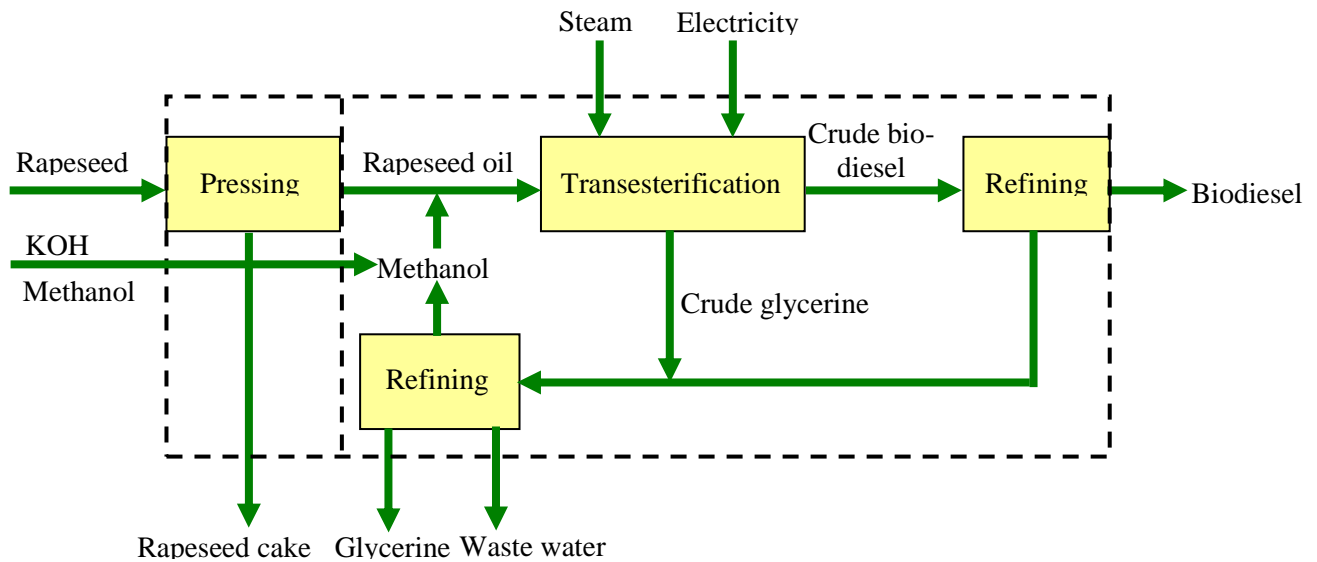 Steam
Electricity
Crude bio-
diesel
Rapeseed
Pressing
Rapeseed oil
Transesterification
Refining
Biodiesel
KOH
Methanol
Methanol
Crude glycerine
Refining
Rapeseed cake
Glycerine
Waste water